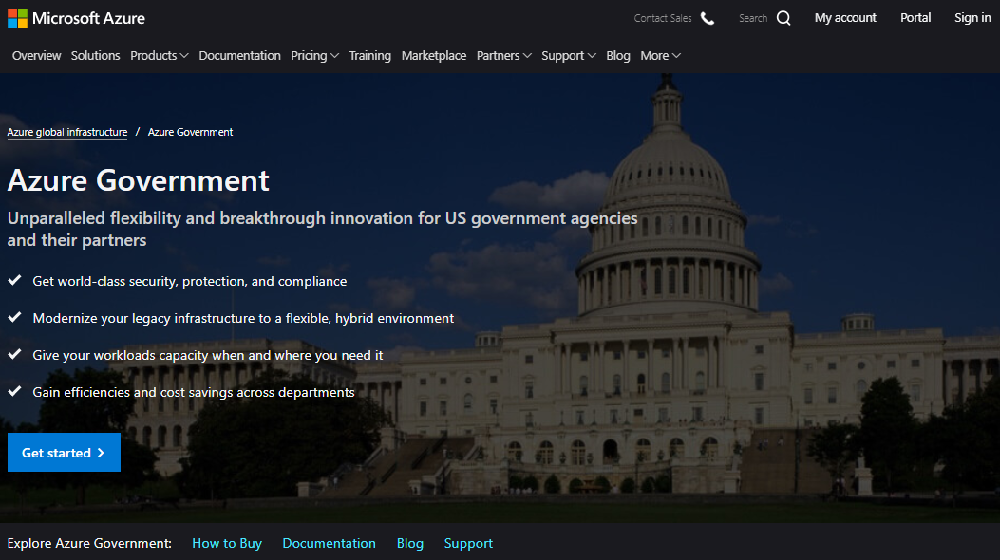 Microsoft Azure
Contact Sales Search My account Portal Sign in
Overview Solutions Products Documentation Pricing Training Marketplace Partners Support Blog More
Azure global infrastructure / Azure Government
Azure Government
Unparalleled flexibility and breakthrough innovation for US government agencies
and their partners
Get world-class security, protection, and compliance
Modernize your legacy infrastructure to a flexible, hybrid environment
Give your workloads capacity when and where you need it
Gain efficiencies and cost savings across departments
Get started
Explore Azure Government: How to Buy Documentation Blog Support